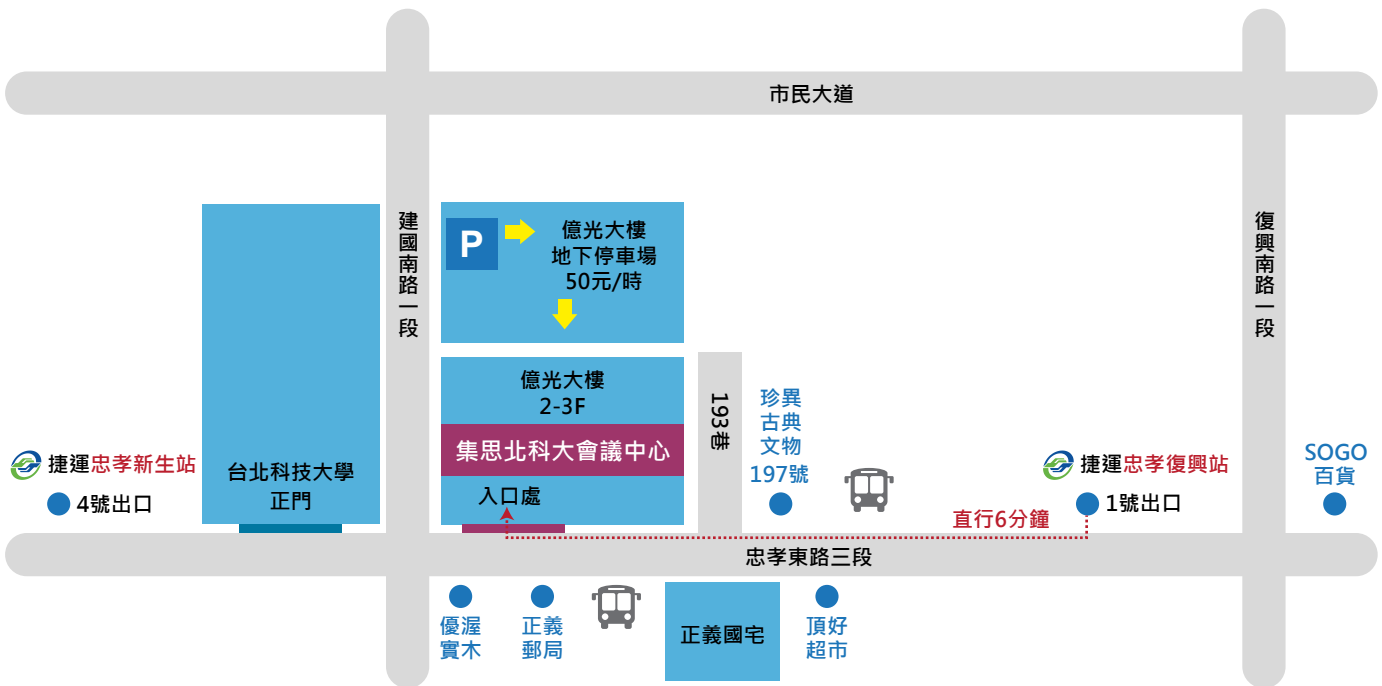 市民大道
建國南路一段
復興南路一段
P
億光大樓
地下停車場
50元/時
億光大樓
2-3F
集思北科大會議中心
入口處
193巷
珍異
古典
文物
197號
捷運忠孝新生站
4號出口
台北科技大學
正門
捷運忠孝復興站
1號出口
SOGO
百貨
直行6分鐘
忠孝東路三段
優渥
實木
正義
郵局
正義國宅
頂好
超市